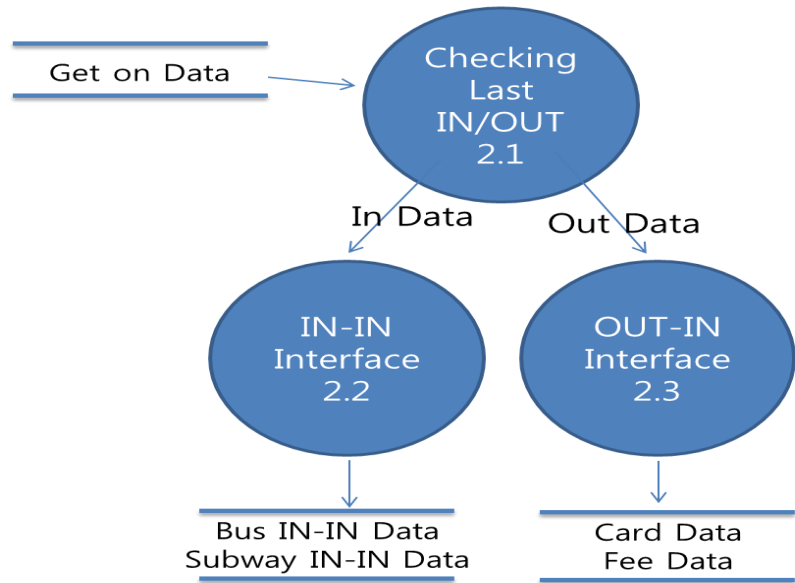 Get on Data
Checking
Last
IN/OUT
2.1
In Data
Out Data
IN-IN
Interface
2.2
OUT-IN
Interface
2.3
Bus IN-IN Data
Subway IN-IN Data
Card Data
Fee Data